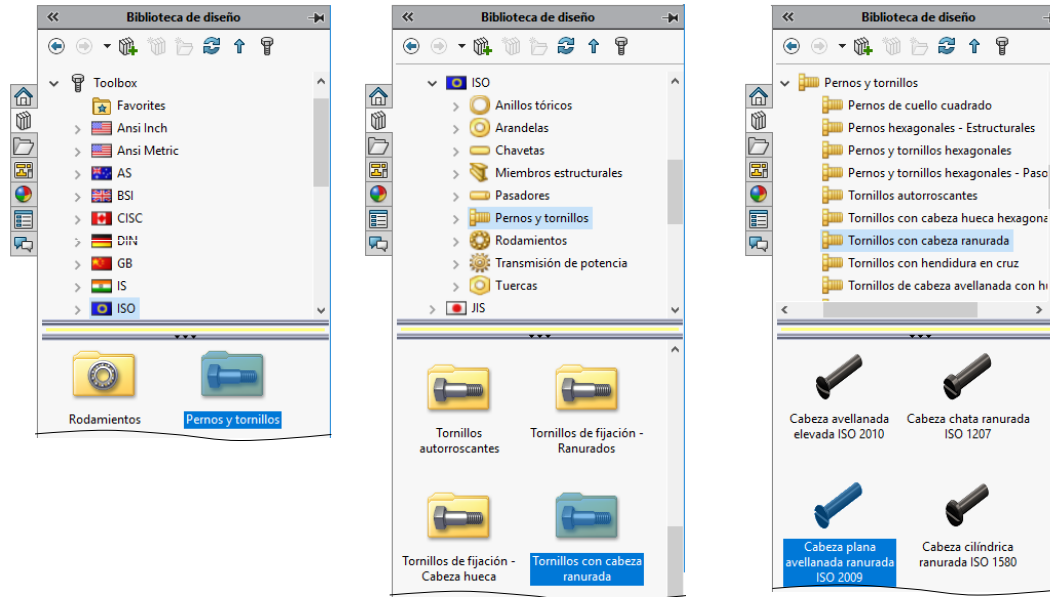 Biblioteca de diseño
Toolbox
Favorites
Ansi Inch
Ansi Metric
AS
BSI
CISC
DIN
GB
IS
ISO
Rodamientos
Pernos y tornillos
Biblioteca de diseño
ISO
Anillos tóricos
Arandelas
Chavetas
Miembros estructurales
Pasadores
Pernos y tornillos
Rodamientos
Transmisión de potencia
Tuercas
JIS
Tornillos
autorroscantes
Tornillos de fijación -
Ranurados
Tornillos de fijación -
Cabeza hueca
Tornillos con cabeza
ranurada
Biblioteca de diseño
Pernos y tornillos
Pernos de cuello cuadrado
Pernos hexagonales - Estructurales
Pernos y tornillos hexagonales
Pernos y tornillos hexagonales - Paso
Tornillos autorroscantes
Tornillos con cabeza hueca hexagona
Tornillos con cabeza ranurada
Tornillos con hendidura en cruz
Tornillos de cabeza avellanada con hu
Cabeza avellanada
elevada ISO 2010
Cabeza chata ranurada
ISO 1207
Cabeza plana
avellanada ranurada
ISO 2009
Cabeza cilíndrica
ranurada ISO 1580